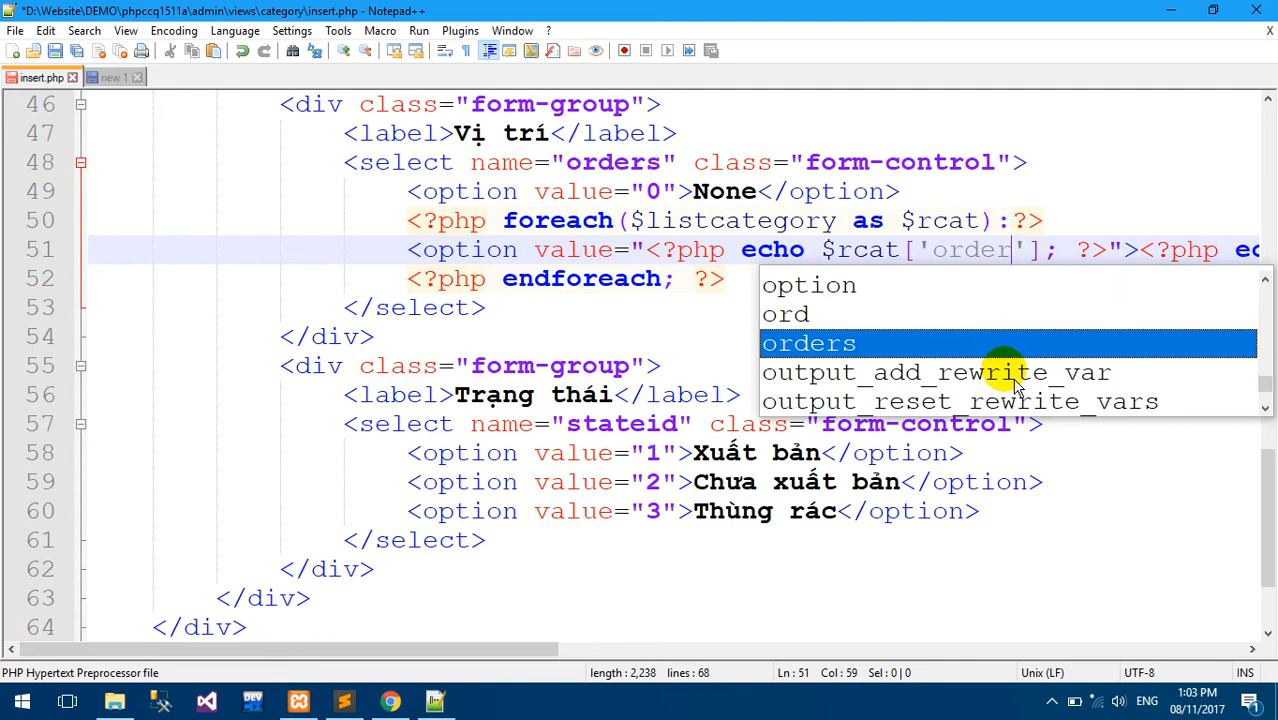 *D:\Website\DEMO\phpccq1511a\admin\views\category\insert.php - Notepad++
File Edit Search View Encoding Language Settings Tools Macro Run Plugins Window ? X
insert.php new 1
46 <div class="form-group">
47 <label>Vị trí</label>
48 <select name="orders" class="form-control">
49 <option value="0">None</option>
50 <?php foreach($listcategory as $rcat):?>
51 <option value="<?php echo $rcat['order']; ?>"><?php ec
52 <?php endforeach; ?>
53 </select>
54 </div>
55 <div class="form-group">
56 <label>Trạng thái</label>
57 <select name="stateid" class="form-control">
58 <option value="1">Xuất bản</option>
59 <option value="2">Chưa xuất bản</option>
60 <option value="3">Thùng rác</option>
61 </select>
62 </div>
63 </div>
64 </div>
option
ord
orders
output_add_rewrite_var
output_reset_rewrite_vars
PHP Hypertext Preprocessor file length : 2,238 lines : 68 Ln : 51 Col : 59 Sel : 0 | 0 Unix (LF) UTF-8 INS
ENG 1:03 PM
08/11/2017